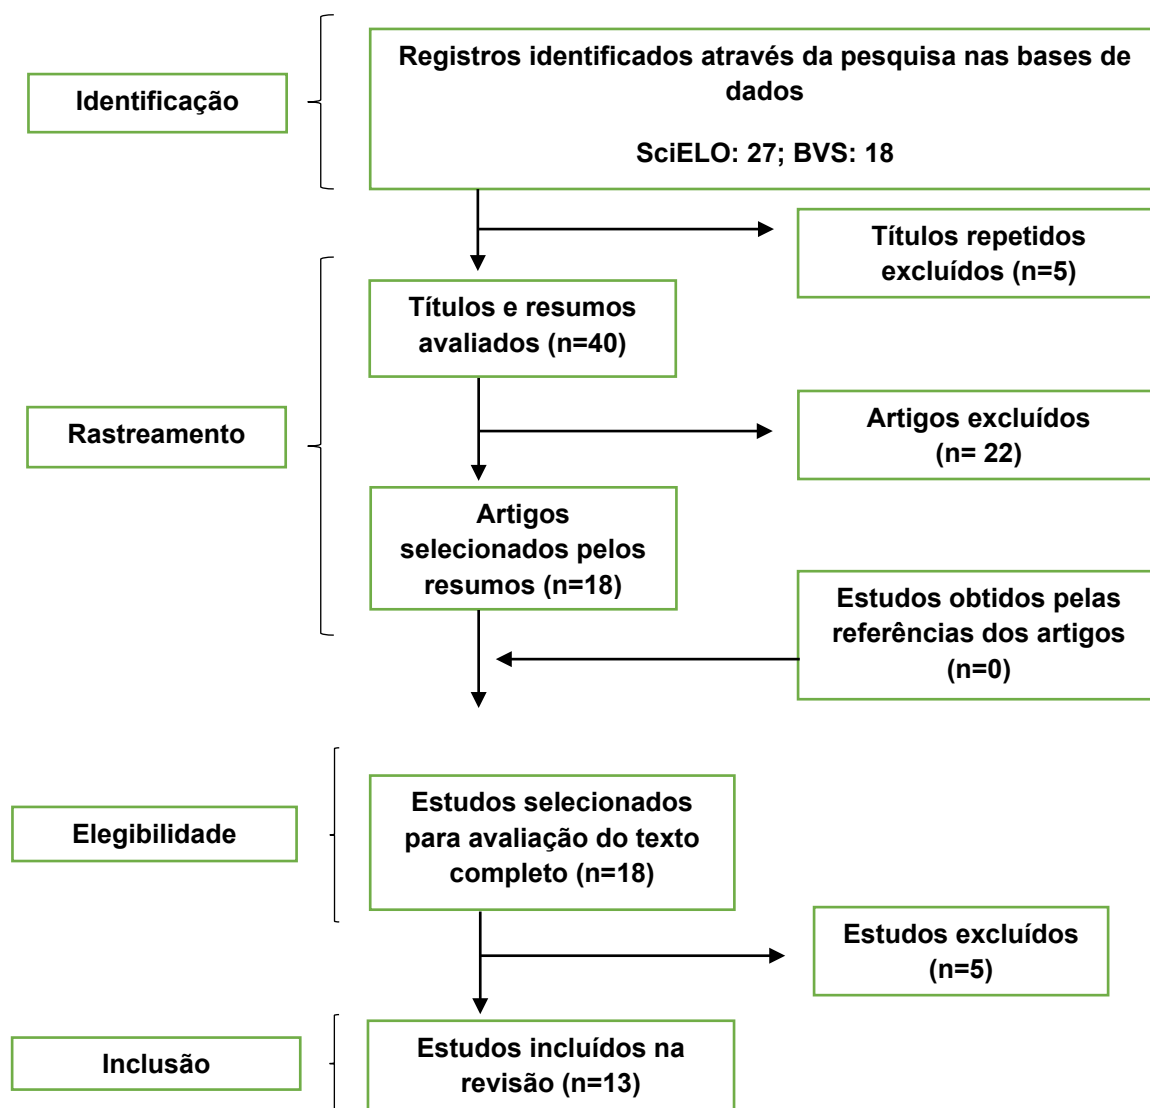 Identificação
Registros identificados através da pesquisa nas bases de
dados
SciELO: 27; BVS: 18
Títulos repetidos
excluídos (n=5)
Títulos e resumos
avaliados (n=40)
Rastreamento
Artigos excluídos
(n= 22)
Artigos
selecionados pelos
resumos (n=18)
Estudos obtidos pelas
referências dos artigos
(n=0)
Elegibilidade
Estudos selecionados
para avaliação do texto
completo (n=18)
Estudos excluídos
(n=5)
Inclusão
Estudos incluídos na
revisão (n=13)